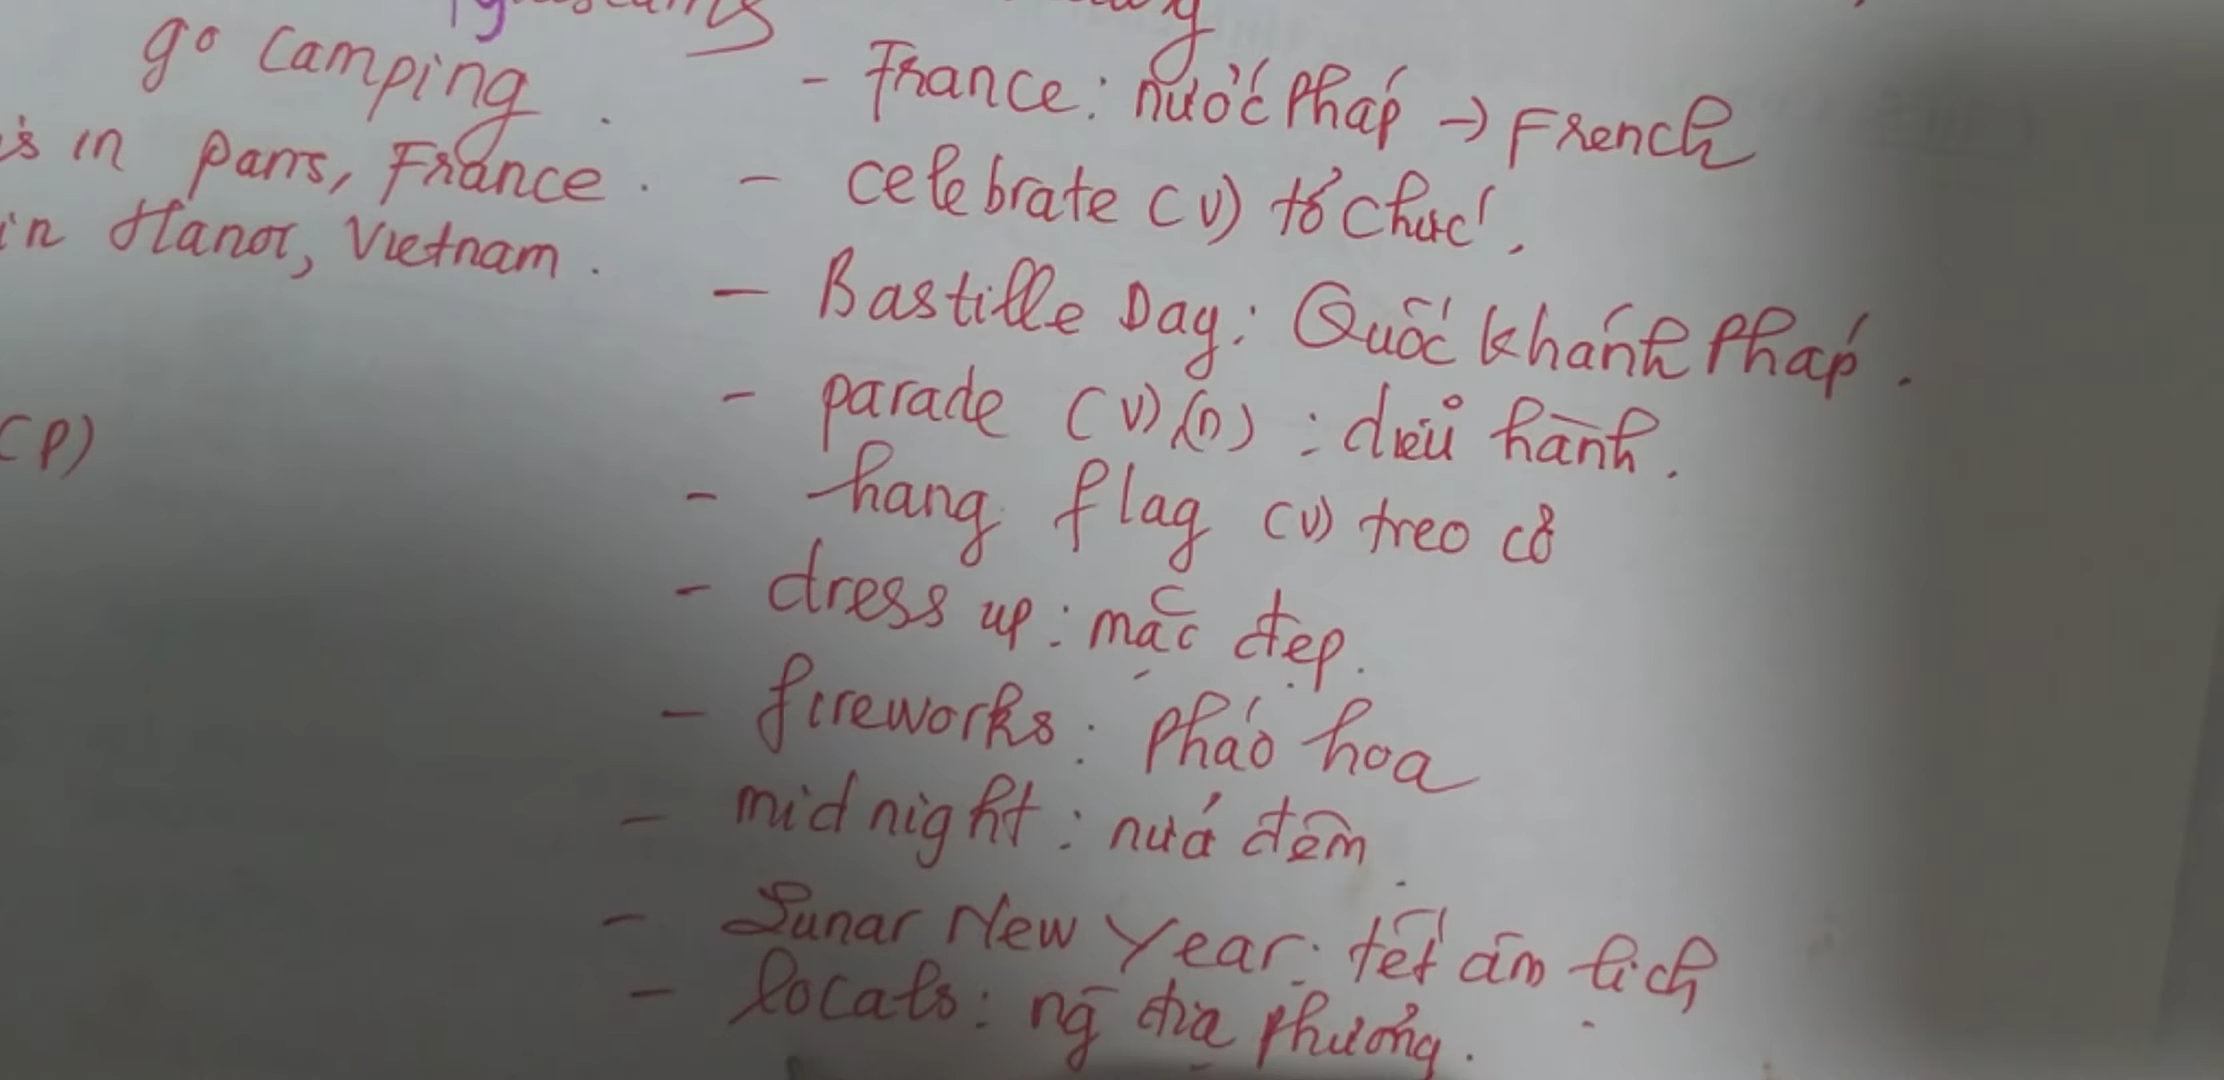 go camping.
is in Paris, France.
in Hanoi, Vietnam.
(P)
- France: nước Pháp → French
- celebrate (v) tổ chức.
- Bastille Day: Quốc khánh Pháp.
- parade (v)(n): diễu hành.
- hang flag (v) treo cờ
- dress up: mặc đẹp.
- fireworks: pháo hoa
- midnight: nửa đêm.
- Lunar New Year: tết âm lịch
- locals: ng̃ địa phương.